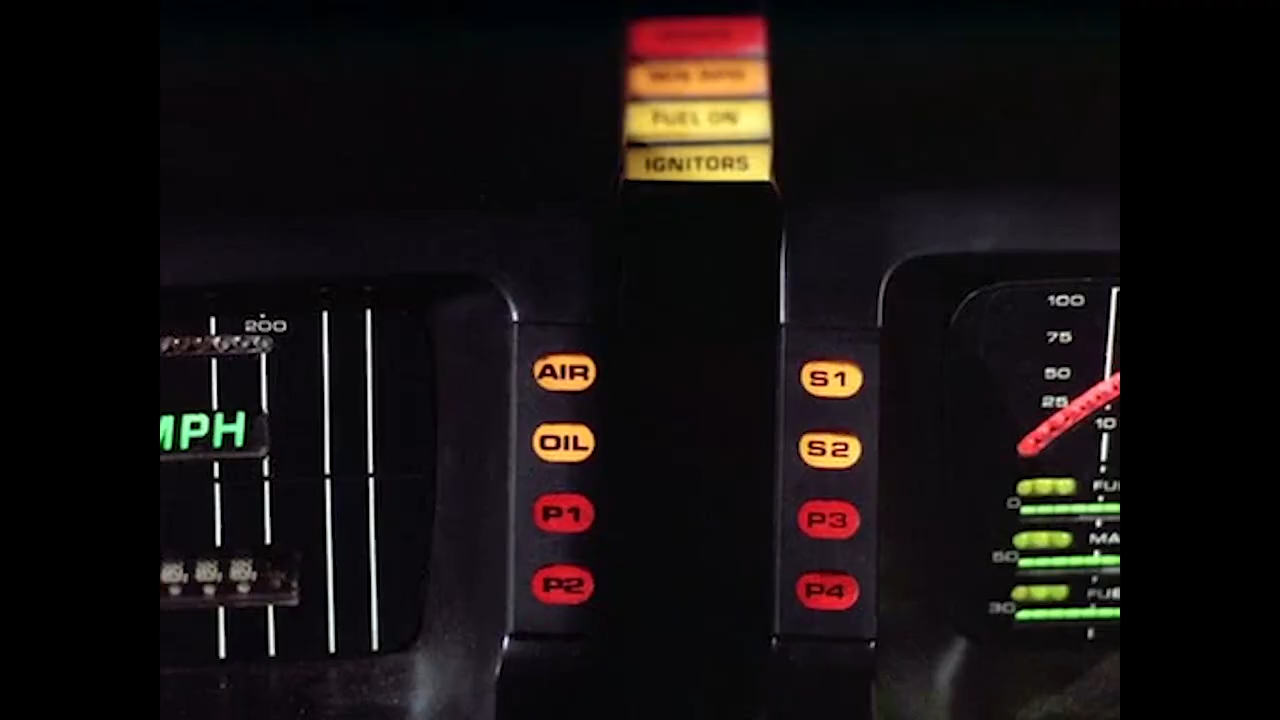 FUEL ON
IGNITORS
200
MPH
AIR
OIL
P1
P2
S1
S2
P3
P4
100
75
50
25
10
0
50
30